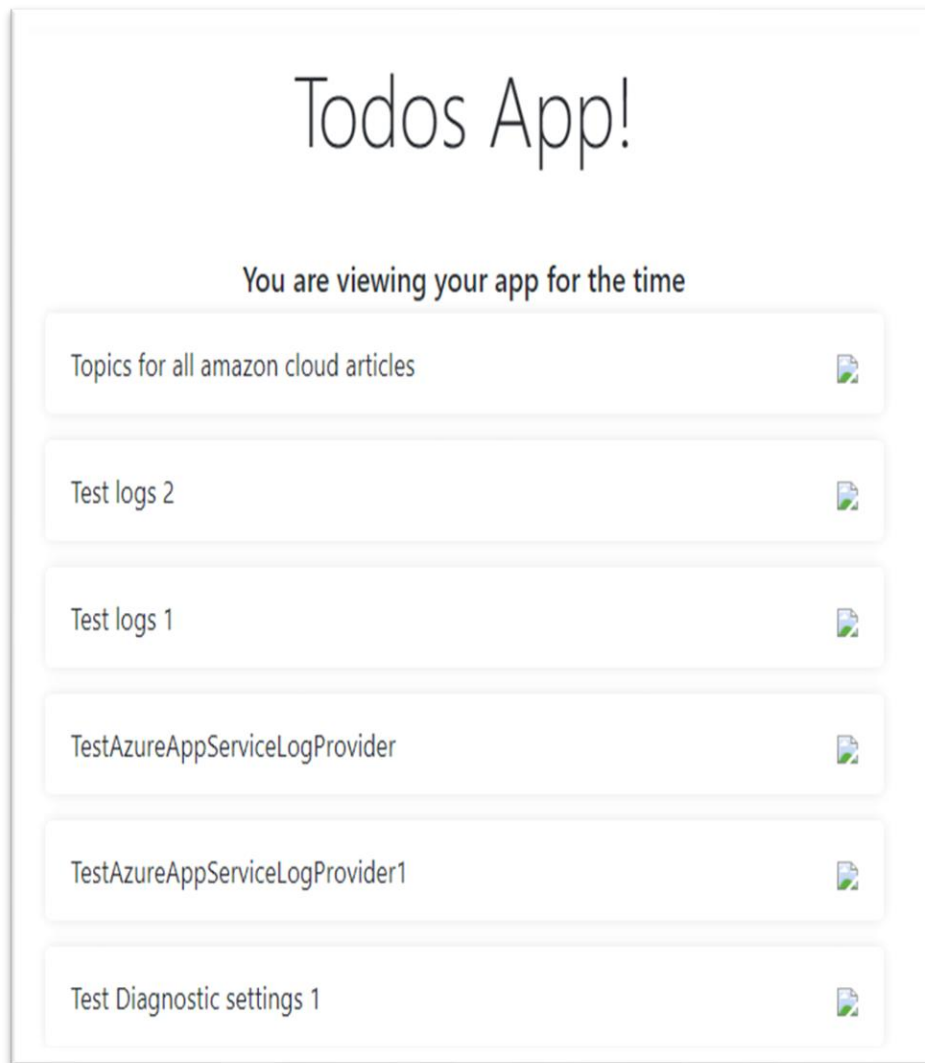 Todos App!
You are viewing your app for the time
Topics for all amazon cloud articles
Test logs 2
Test logs 1
TestAzureAppServiceLogProvider
TestAzureAppServiceLogProvider1
Test Diagnostic settings 1